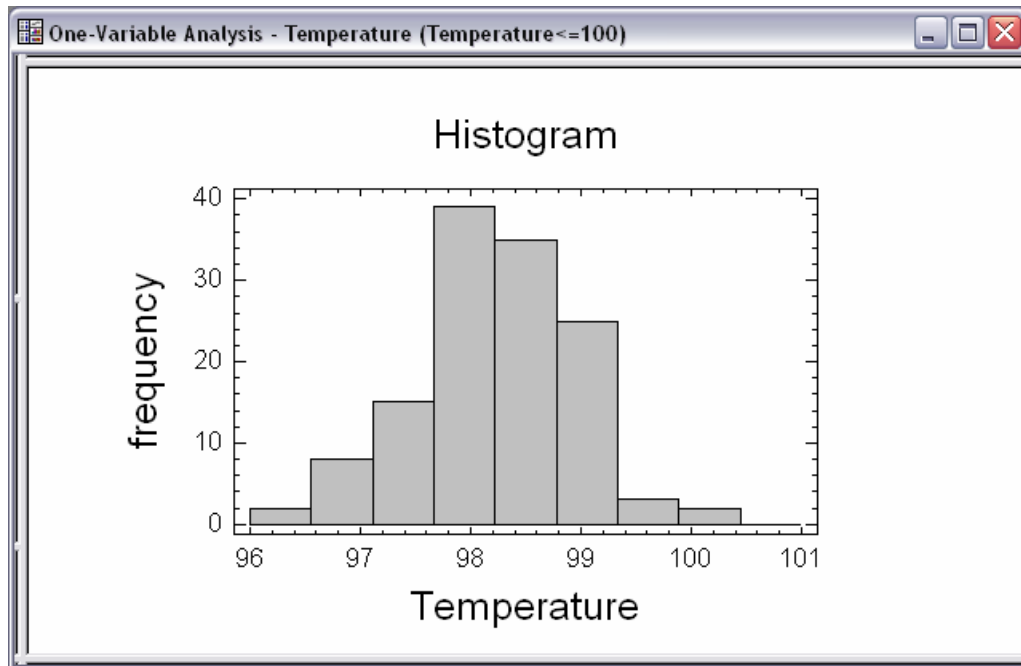 One-Variable Analysis - Temperature (Temperature<=100)
Histogram
frequency
40
30
20
10
0
96 97 98 99 100 101
Temperature